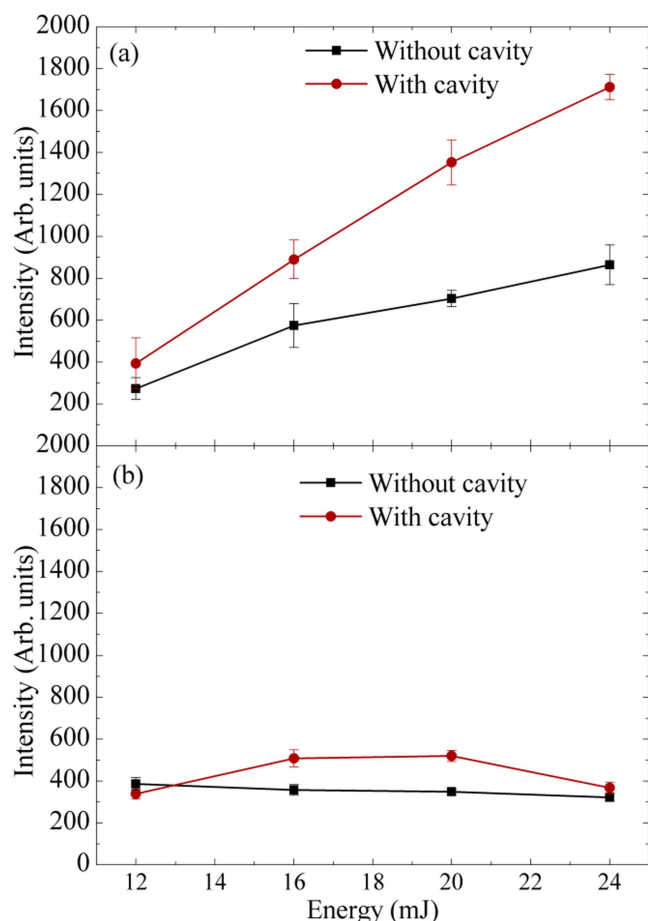 (a)
Without cavity
With cavity
Intensity (Arb. units)
2000
1800
1600
1400
1200
1000
800
600
400
200
(b)
Without cavity
With cavity
Intensity (Arb. units)
2000
1800
1600
1400
1200
1000
800
600
400
200
0
12 14 16 18 20 22 24
Energy (mJ)